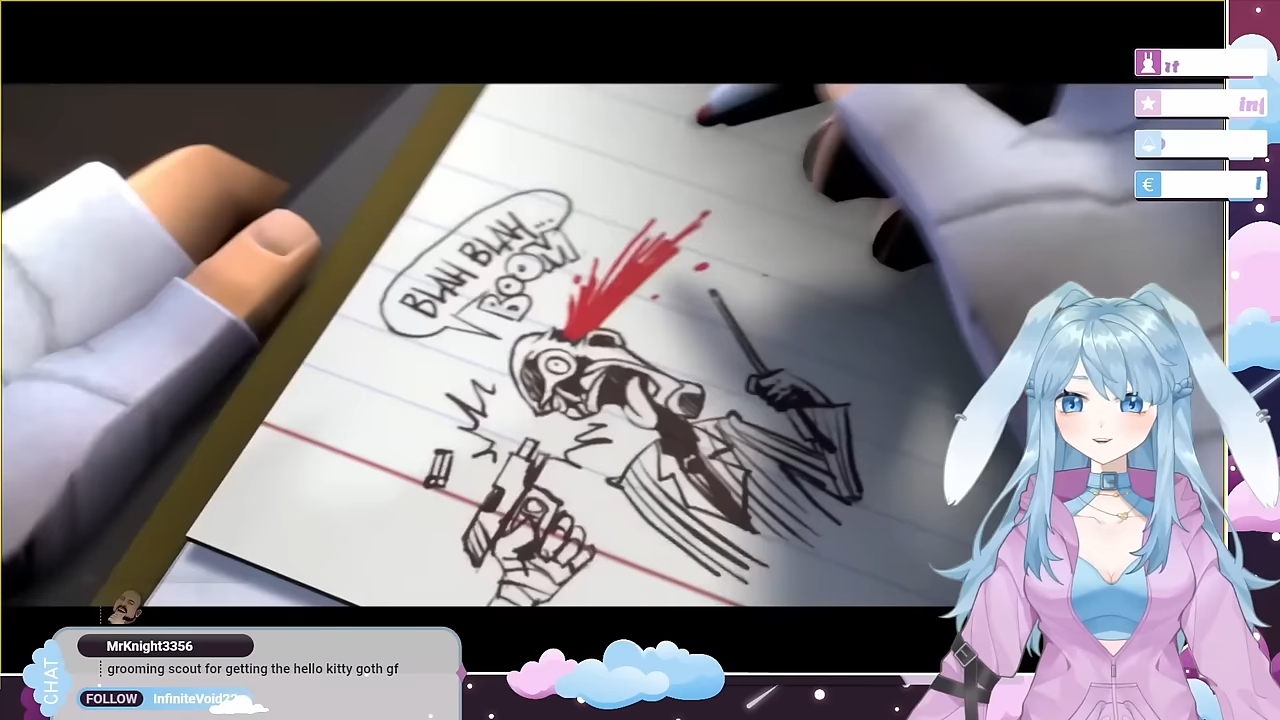 BLAH BLAH...
BOOM
€
CHAT
MrKnight3356
grooming scout for getting the hello kitty goth gf
FOLLOW